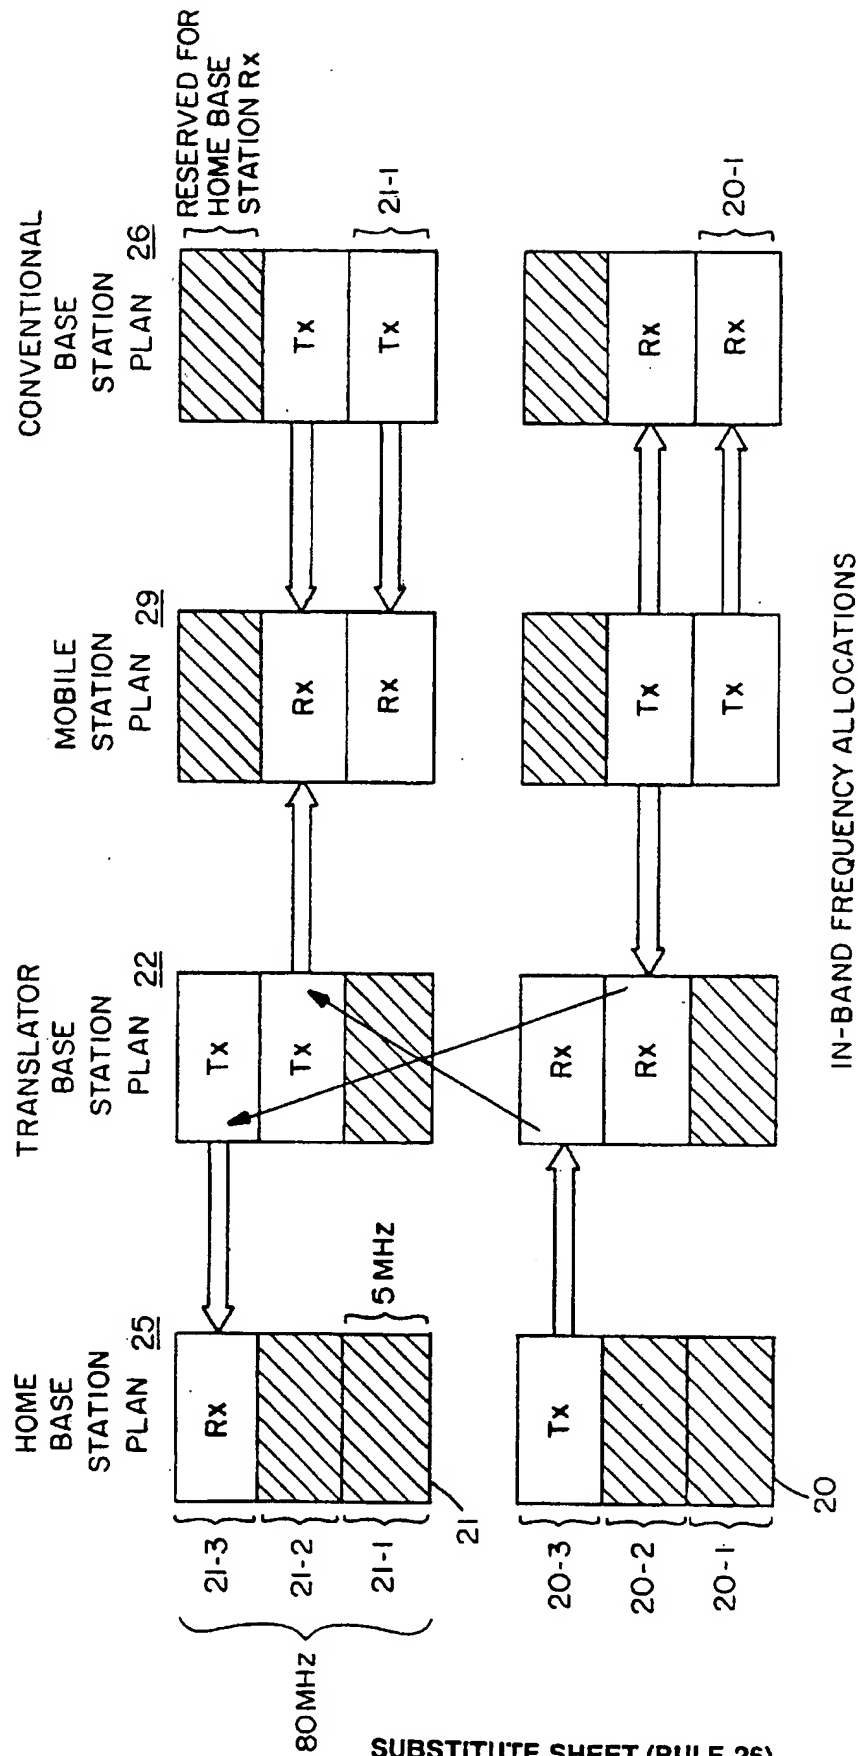 HOME
BASE
STATION
PLAN 25
TRANSLATOR
BASE
STATION
PLAN 22
MOBILE
STATION
PLAN 29
CONVENTIONAL
BASE
STATION
PLAN 26
RESERVED FOR
HOME BASE
STATION Rx
80MHZ
21-3
21-2
21-1
Rx
5 MHZ
21
Tx
Tx
Rx
Rx
Tx
Tx
21-1
20-3
20-2
20-1
Tx
20
Rx
Rx
Tx
Tx
Rx
Rx
20-1
IN-BAND FREQUENCY ALLOCATIONS
SUBSTITUTE SHEET (RULE 26)